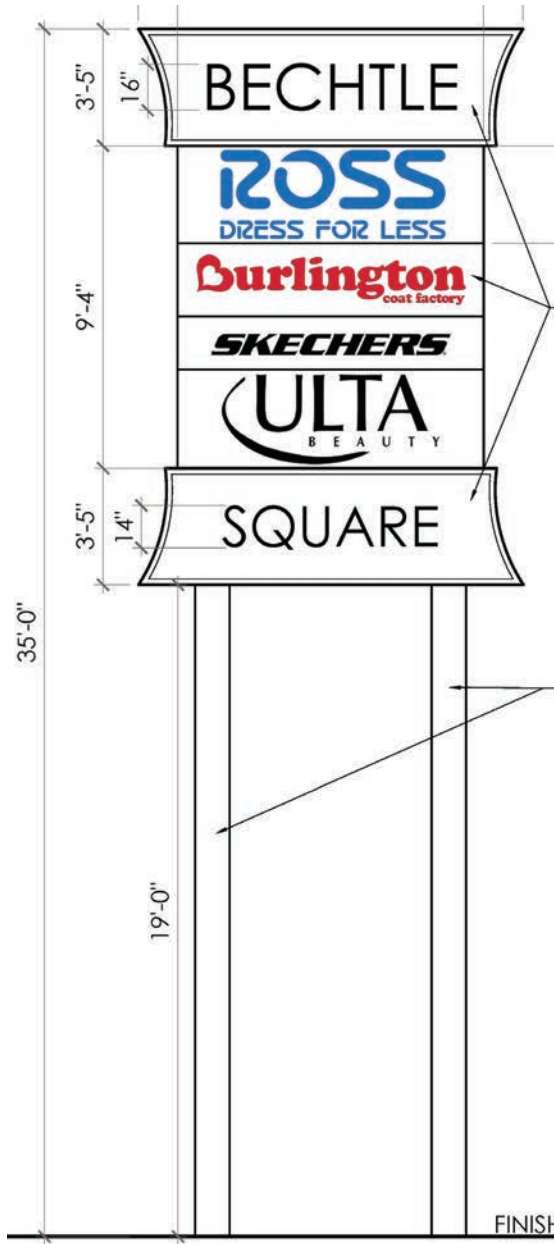 3'-5"
16"
BECHTLE
ROSS
DRESS FOR LESS
9'-4"
Burlington
coat factory
SKECHERS
ULTA
BEAUTY
3'-5"
14"
SQUARE
35'-0"
19'-0"
FINISH